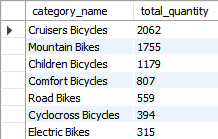 category_name total_quantity
Cruisers Bicycles 2062
Mountain Bikes 1755
Children Bicycles 1179
Comfort Bicycles 807
Road Bikes 559
Cyclocross Bicycles 394
Electric Bikes 315